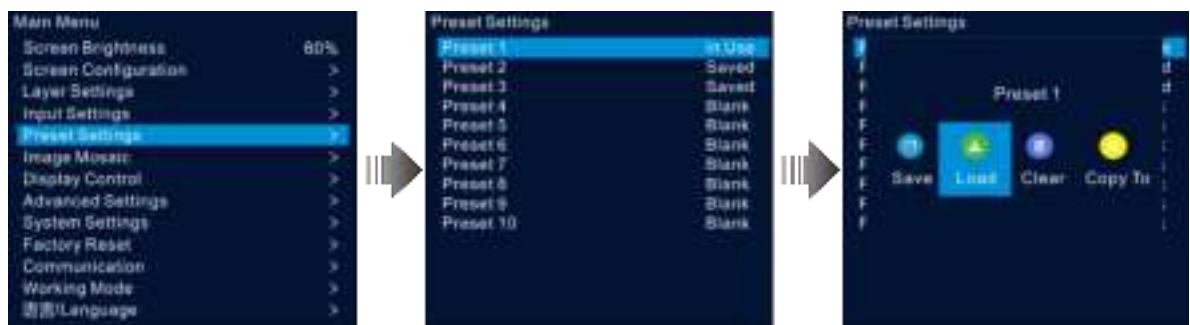 Main Menu
Screen Brightness 60%
Screen Configuration >
Layer Settings >
Input Settings >
Preset Settings >
Image Mosaic >
Display Control >
Advanced Settings >
System Settings >
Factory Reset >
Communication >
Working Mode >
语言/Language >
Preset Settings
Preset 1 In Use
Preset 2 Saved
Preset 3 Saved
Preset 4 Blank
Preset 5 Blank
Preset 6 Blank
Preset 7 Blank
Preset 8 Blank
Preset 9 Blank
Preset 10 Blank
Preset Settings
Preset 1
Save Load Clear Copy To